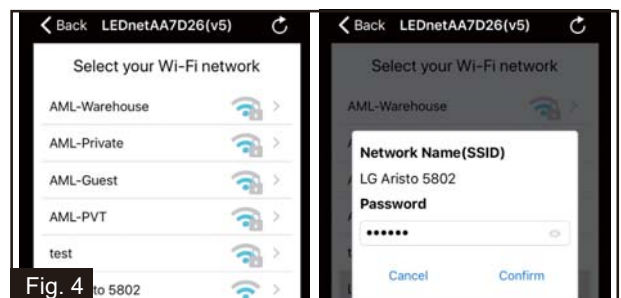 Back LEDnetAA7D26(v5)
Select your Wi-Fi network
AML-Warehouse
AML-Private
AML-Guest
AML-PVT
test
to 5802
Fig. 4
Back LEDnetAA7D26(v5)
Select your Wi-Fi network
AML-Warehouse
Network Name(SSID)
LG Aristo 5802
Password
••••••
Cancel Confirm